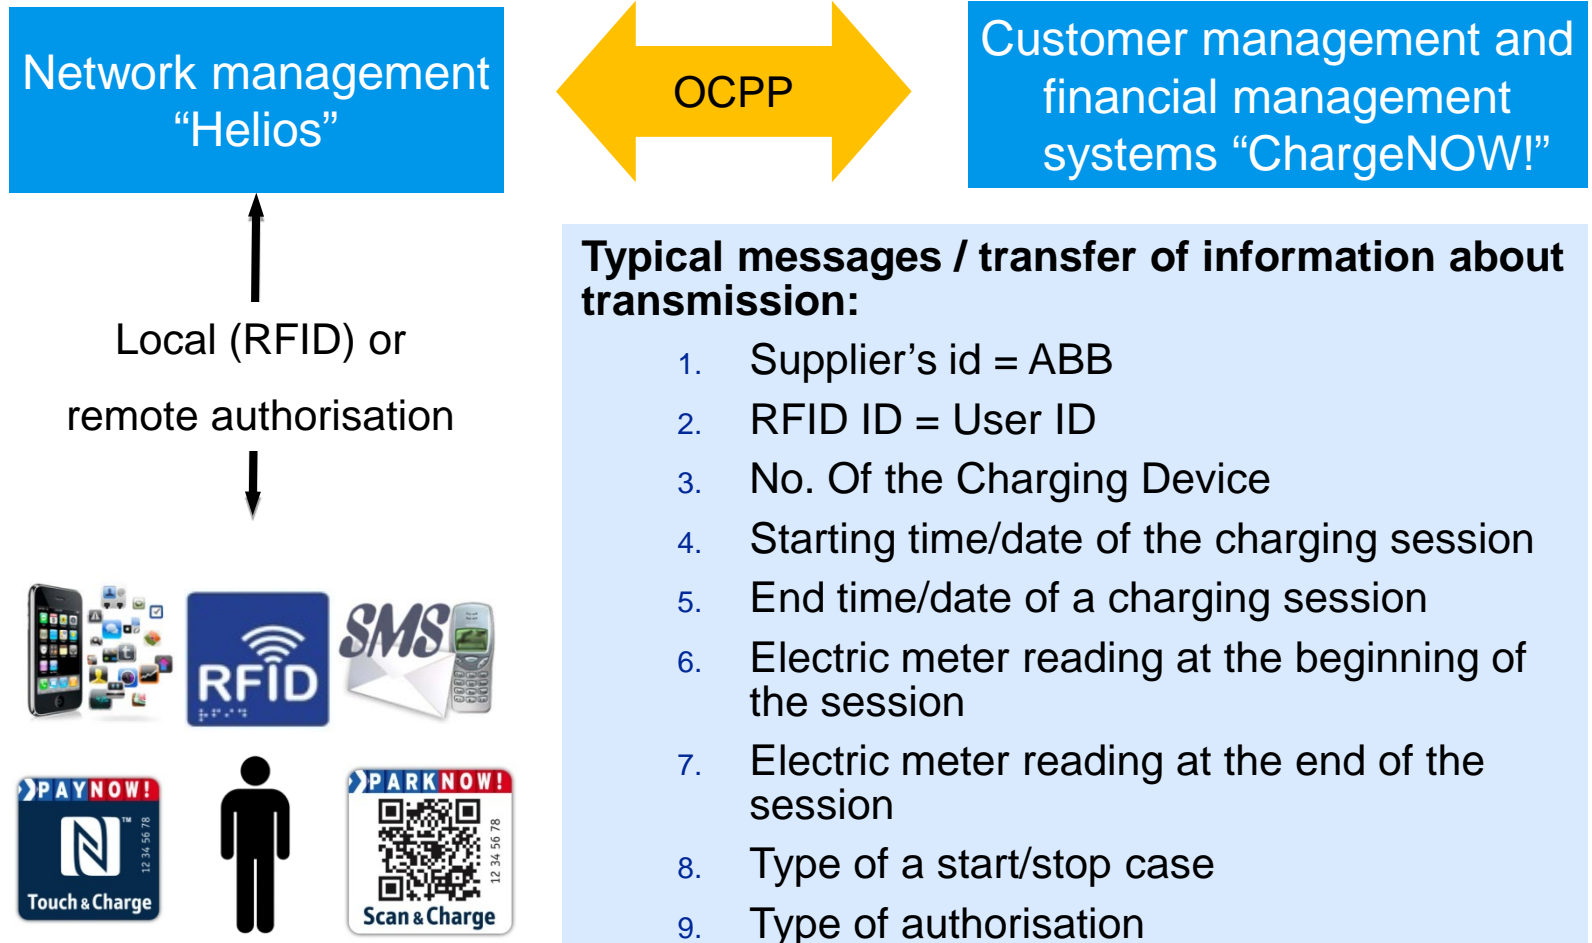 Network management
“Helios”
OCPP
Customer management and
financial management
systems “ChargeNOW!”
Local (RFID) or
remote authorisation
Typical messages / transfer of information about
transmission:
1. Supplier’s id = ABB
2. RFID ID = User ID
3. No. Of the Charging Device
4. Starting time/date of the charging session
5. End time/date of a charging session
6. Electric meter reading at the beginning of
the session
7. Electric meter reading at the end of the
session
8. Type of a start/stop case
9. Type of authorisation
RFID
SMS
PAYNOW!
TM
12 34 56 78
Touch & Charge
PARKNOW!
12 34 56 78
Scan & Charge